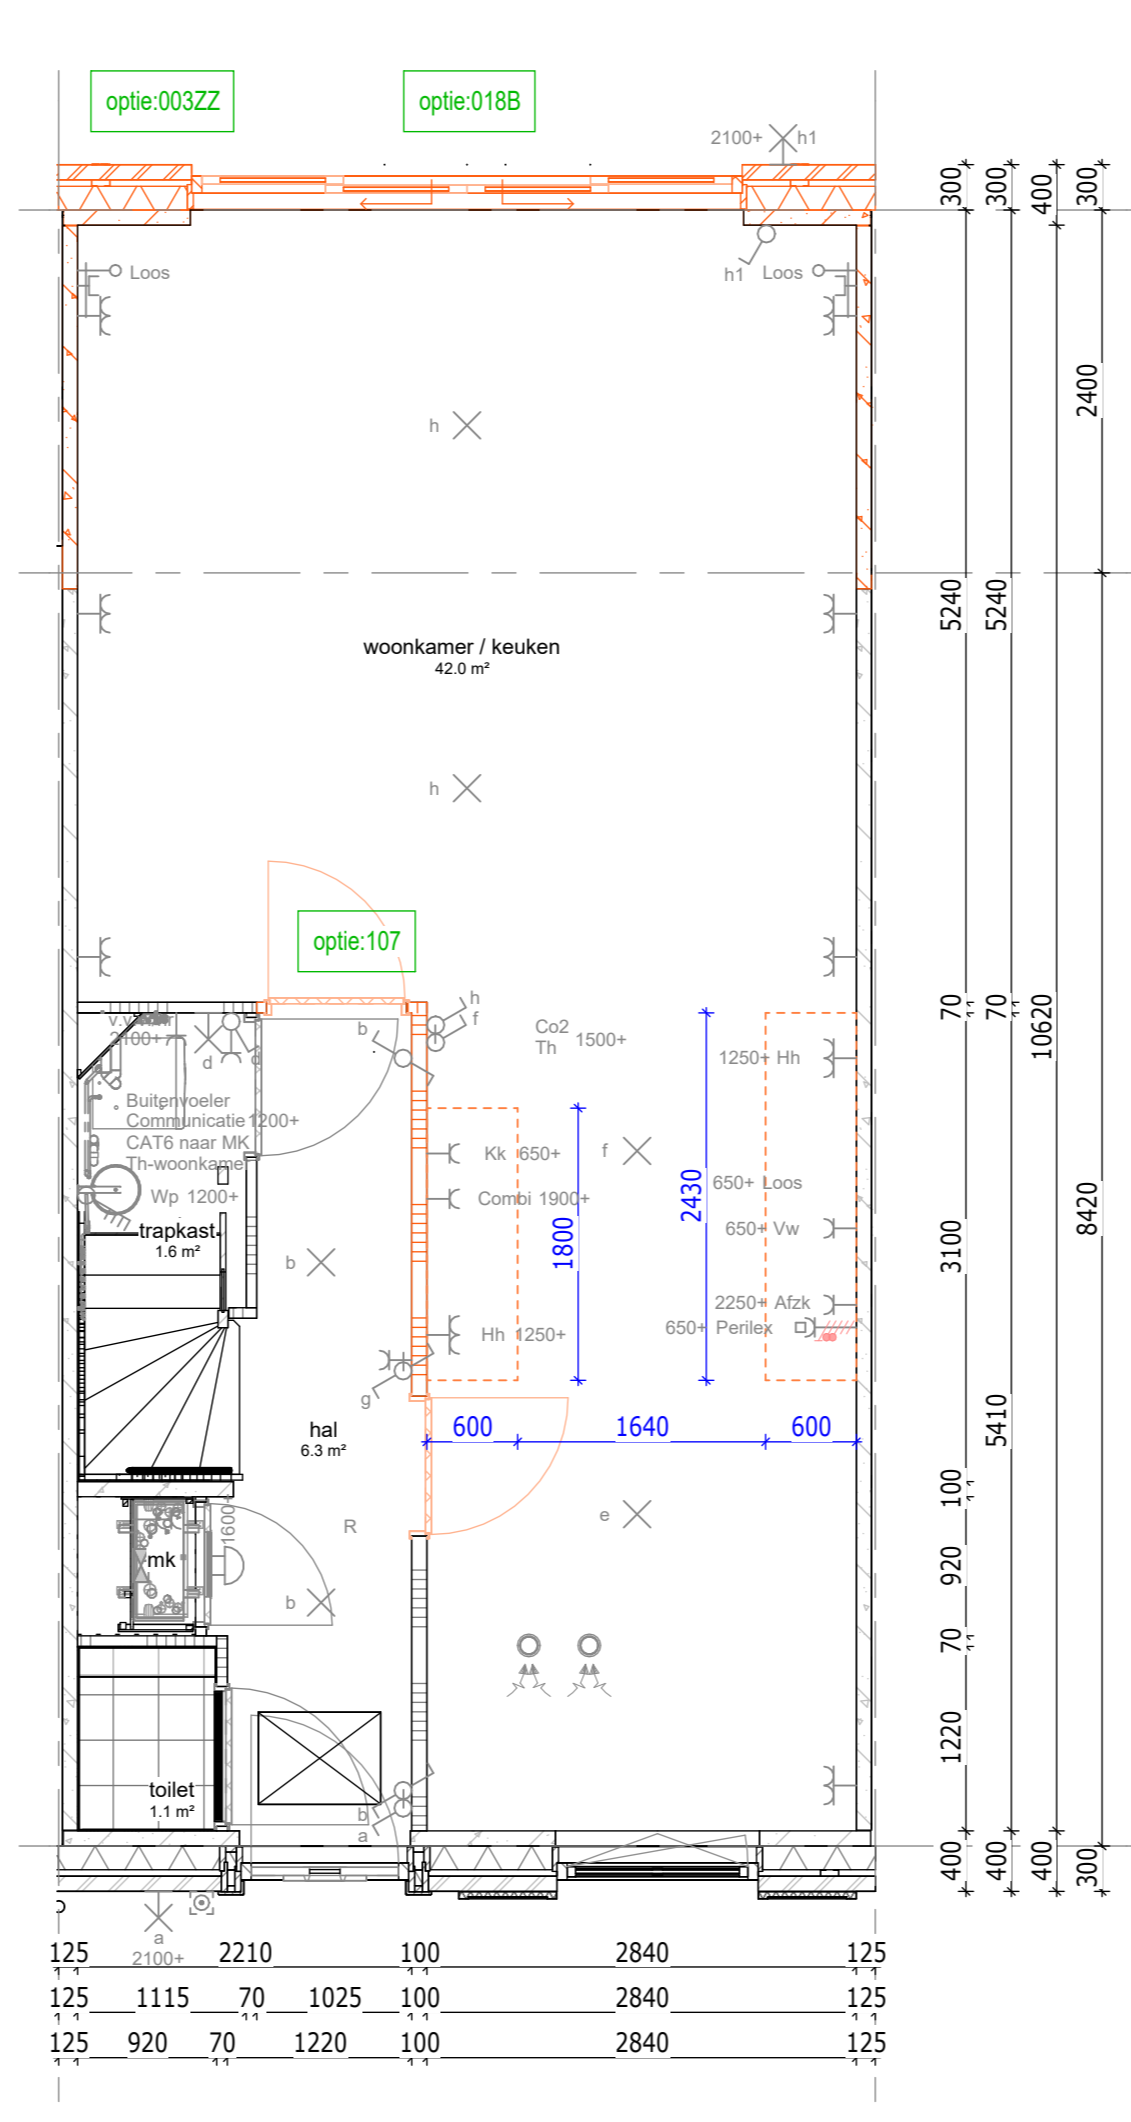 optie:003ZZ
optie:018B
2100+ h1
300
300
400
300
Loos
h1
Loos
h
2400
5240
5240
woonkamer / keuken
42.0 m²
h
optie:107
h
f
b
Co2
Th
1500+
70
70
10620
2100+
d
d
1250+ Hh
Buitenvoeler
Communicatie 1200+
CAT6 naar MK
Th-woonkamer
Kk 650+
f
Wp 1200+
Combi 1900+
650+ Loos
2430
650+ Vw
trapkast
1.6 m²
1800
3100
8420
b
2250+ Afzk
Hh 1250+
650+ Perilex
g
hal
6.3 m²
600
1640
600
5410
100
R
1600+
e
mk
920
b
70
1220
toilet
1.1 m²
b
a
400
400
400
300
a
2100+
125
2210
100
2840
125
125
1115
70
1025
100
2840
125
125
920
70
1220
100
2840
125